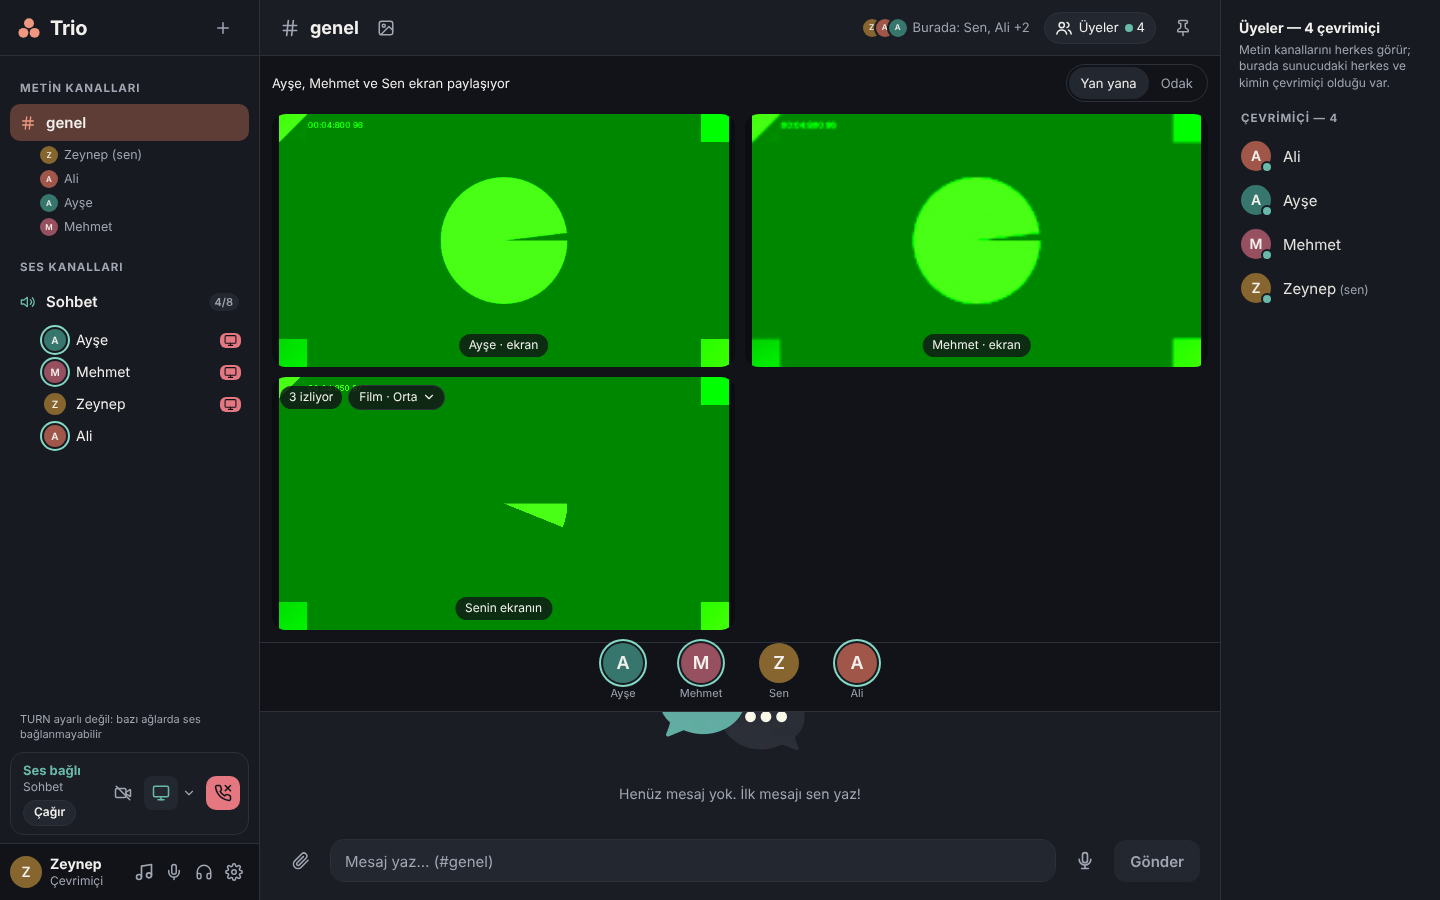 Trio
METİN KANALLARI
genel
Z Zeynep (sen)
A Ali
A Ayşe
M Mehmet
SES KANALLARI
Sohbet 4/8
A Ayşe
M Mehmet
Z Zeynep
A Ali
TURN ayarlı değil: bazı ağlarda ses
bağlanmayabilir
Ses bağlı
Sohbet
Çağır
Z Zeynep
Çevrimiçi
# genel
Z A A Burada: Sen, Ali +2
Üyeler 4
Ayşe, Mehmet ve Sen ekran paylaşıyor
Yan yana Odak
00:04:800 96
Ayşe · ekran
Mehmet · ekran
3 izliyor Film · Orta
Senin ekranın
A M Z A
Ayşe Mehmet Sen Ali
Henüz mesaj yok. İlk mesajı sen yaz!
Mesaj yaz... (#genel)
Gönder
Üyeler — 4 çevrimiçi
Metin kanallarını herkes görür;
burada sunucudaki herkes ve
kimin çevrimiçi olduğu var.
ÇEVRİMİÇİ — 4
A Ali
A Ayşe
M Mehmet
Z Zeynep (sen)